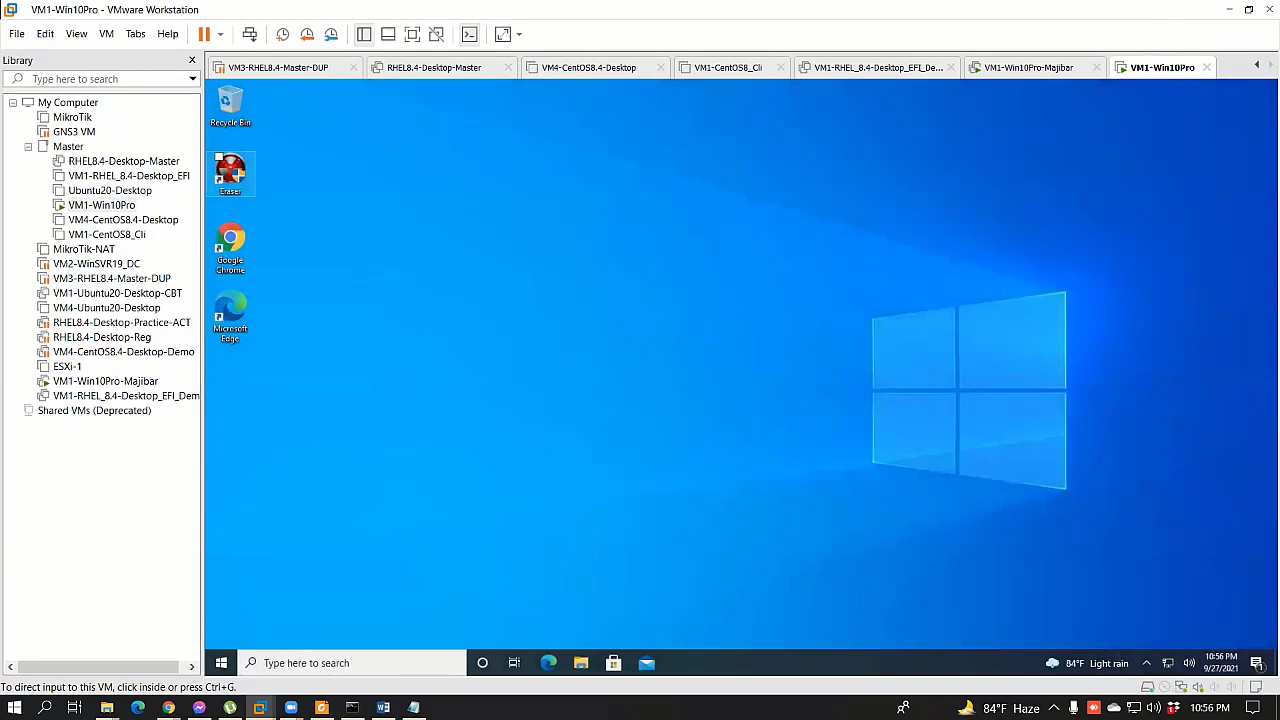 VM1-Win10Pro - VMware Workstation
File Edit View VM Tabs Help
Library
Type here to search
My Computer
MikroTik
GNS3 VM
Master
RHEL8.4-Desktop-Master
VM1-RHEL_8.4-Desktop_EFI
Ubuntu20-Desktop
VM1-Win10Pro
VM4-CentOS8.4-Desktop
VM1-CentOS8_Cli
MikroTik-NAT
VM2-WinSVR19_DC
VM3-RHEL8.4-Master-DUP
VM1-Ubuntu20-Desktop-CBT
VM4-Ubuntu20-Desktop
RHEL8.4-Desktop-Practice-ACT
RHEL8.4-Desktop-Reg
VM4-CentOS8.4-Desktop-Demo
ESXi-1
VM1-Win10Pro-Majibar
VM1-RHEL_8.4-Desktop_EFI_Dem
Shared VMs (Deprecated)
VM3-RHEL8.4-Master-DUP RHEL8.4-Desktop-Master VM4-CentOS8.4-Desktop VM1-CentOS8_Cli VM1-RHEL_8.4-Desktop_EFI_De... VM1-Win10Pro-Majibar VM1-Win10Pro
Recycle Bin
Eraser
Google
Chrome
Microsoft
Edge
Type here to search
84°F Light rain
10:56 PM
9/27/2021
To direct input to this VM, click inside or press Ctrl+G.
84°F Haze
10:56 PM